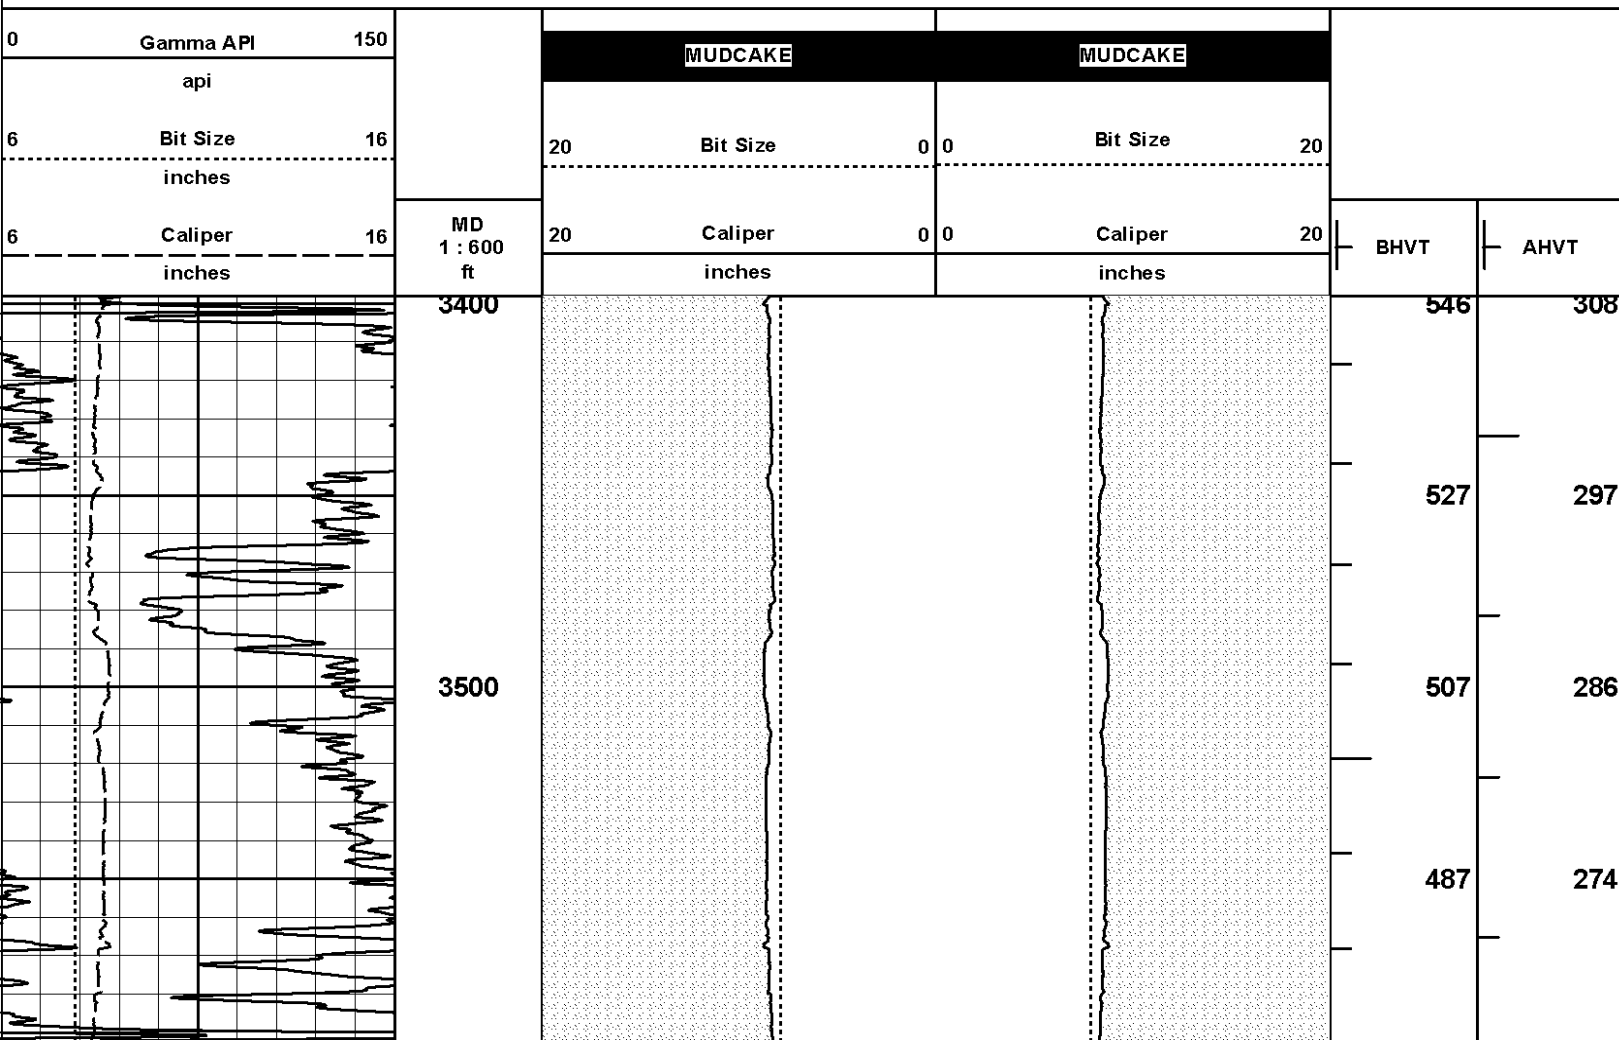 0 Gamma API 150
api
6 Bit Size 16
inches
6 Caliper 16
inches
MD
1 : 600
ft
MUDCAKE MUDCAKE
20 Bit Size 0 0 Bit Size 20
20 Caliper 0 0 Caliper 20
inches inches
BHVT AHVT
3400 546 308
527 297
3500 507 286
487 274